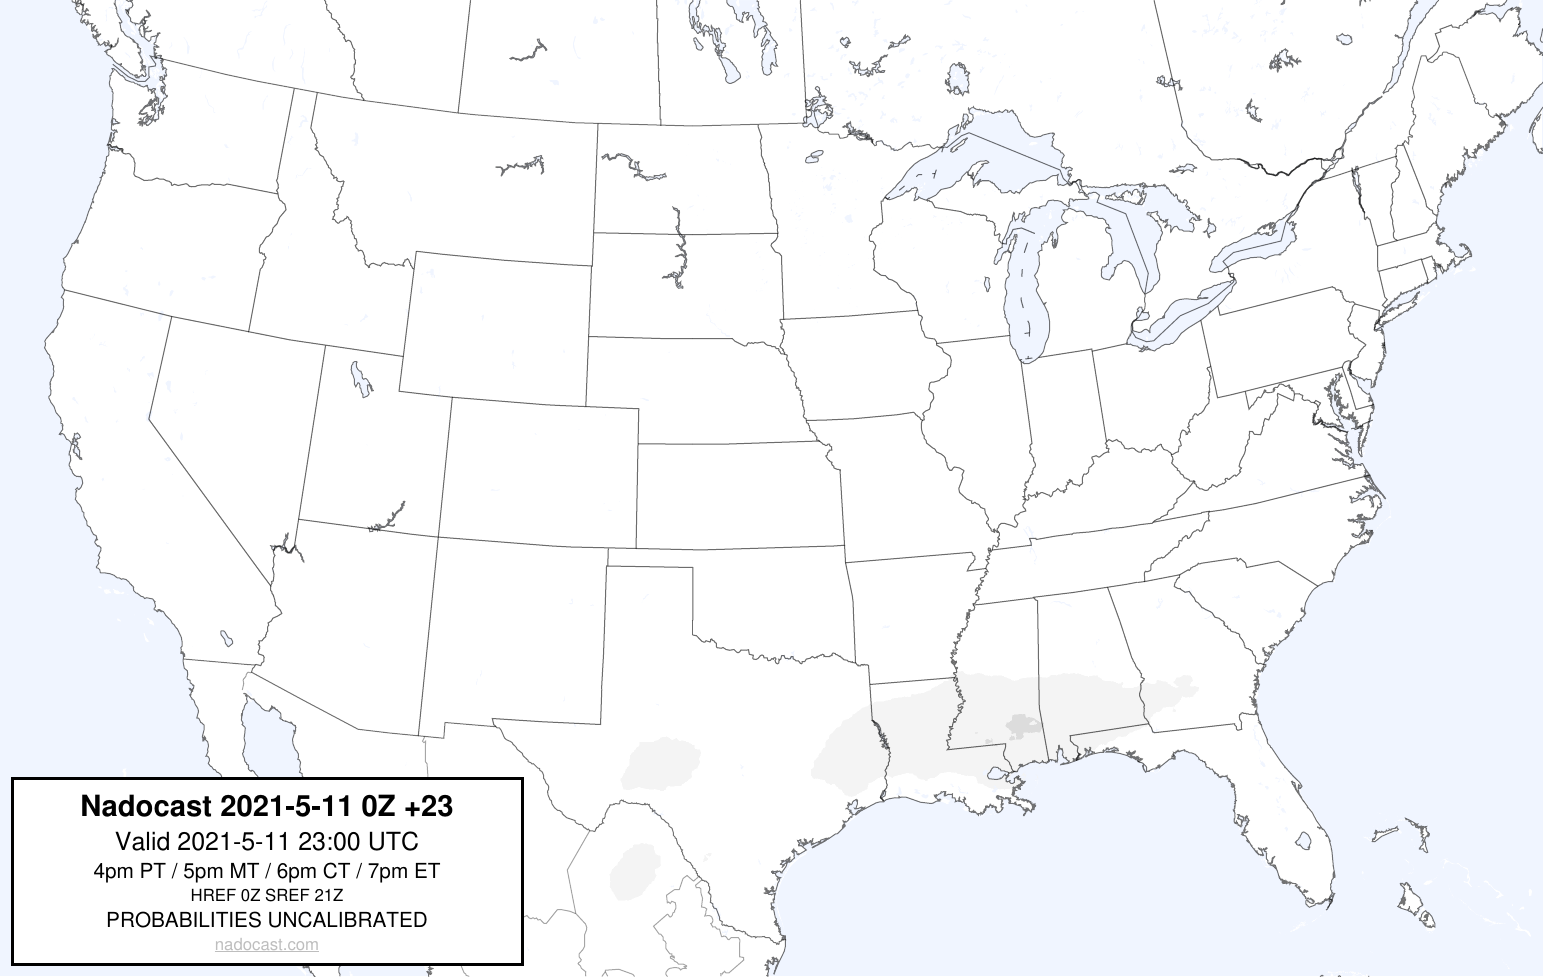 Nadocast 2021-5-11 0Z +23
Valid 2021-5-11 23:00 UTC
4pm PT / 5pm MT / 6pm CT / 7pm ET
HREF 0Z SREF 21Z
PROBABILITIES UNCALIBRATED
nadocast.com